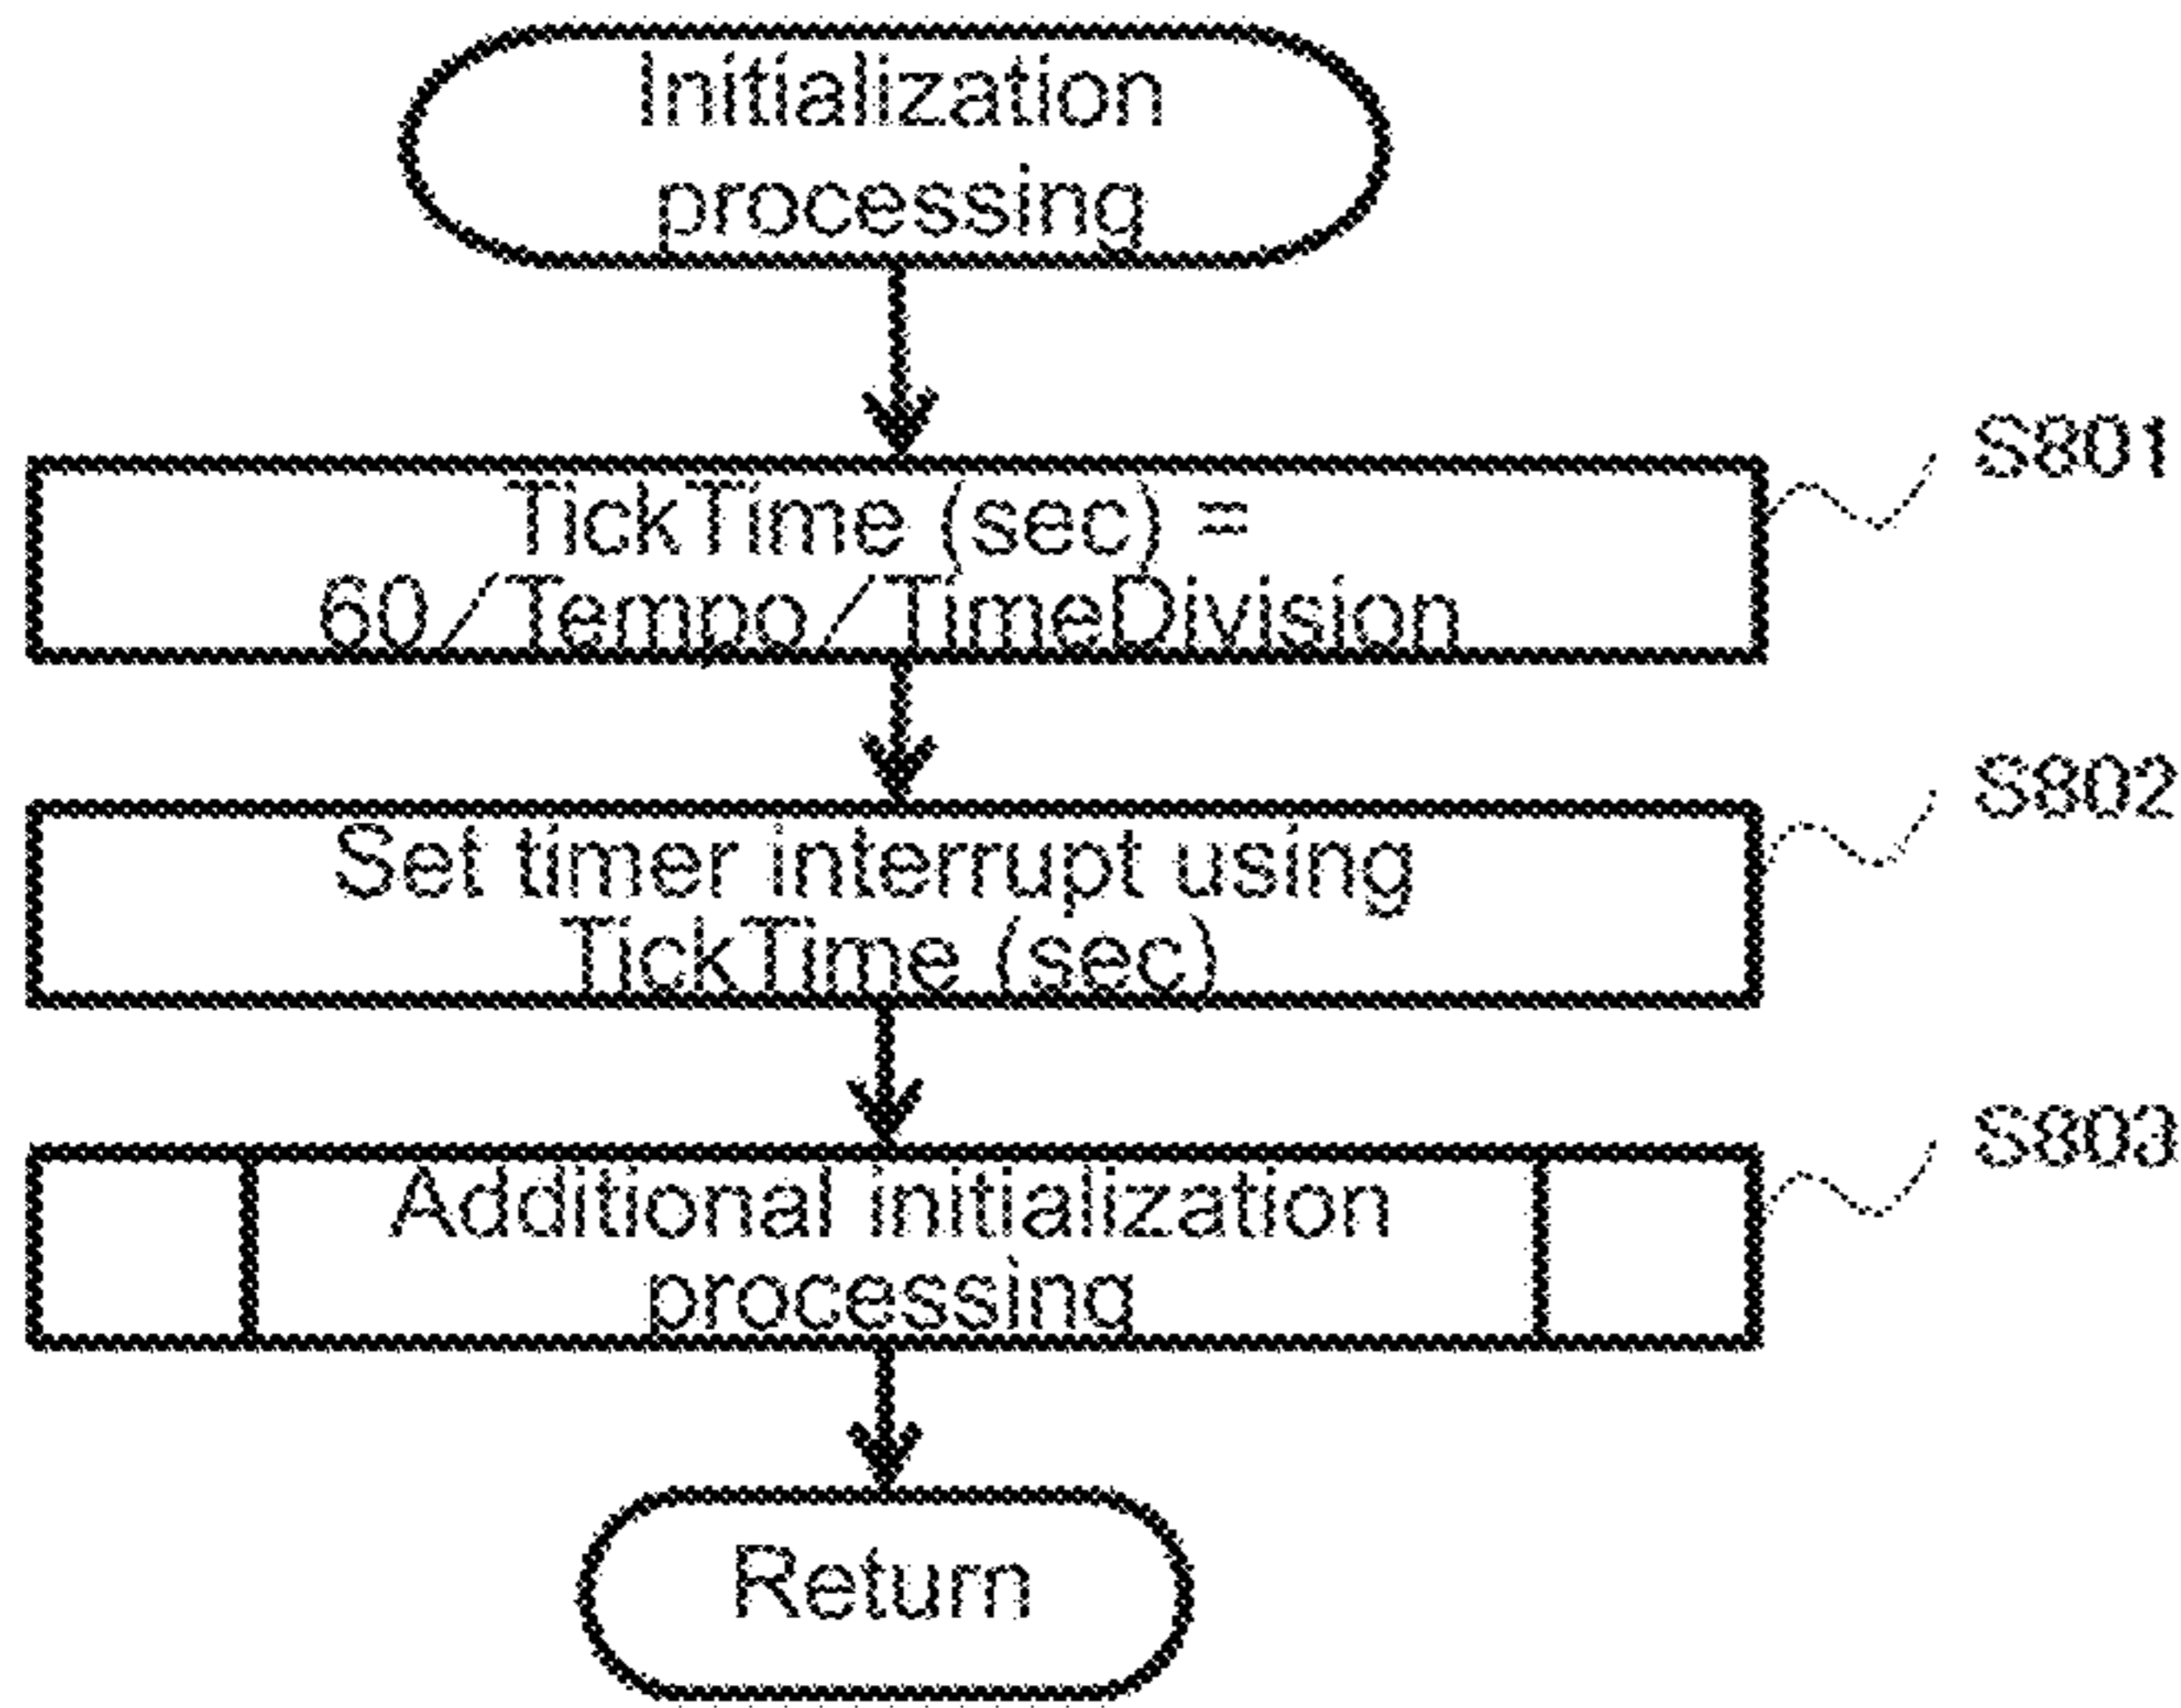 Initialization
processing
S801
TickTime (sec) =
60/Tempo/TimeDivision
S802
Set timer interrupt using
TickTime (sec)
S803
Additional initialization
processing
Return